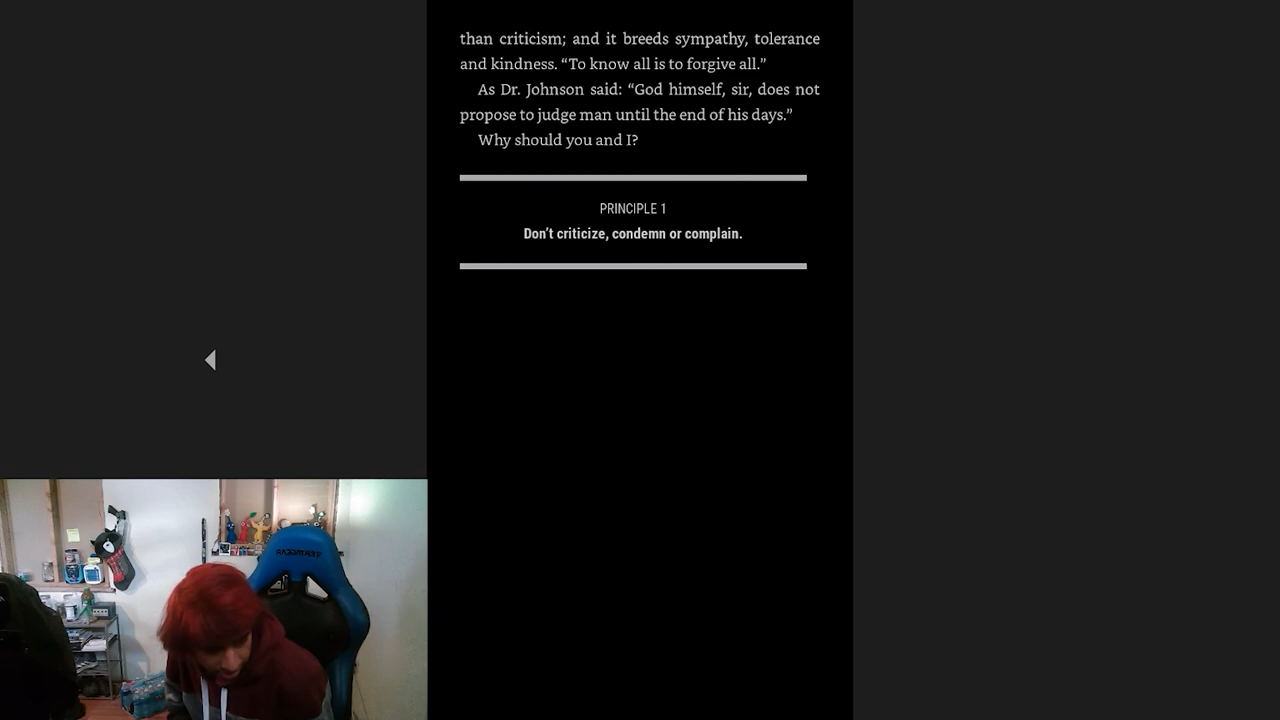 than criticism; and it breeds sympathy, tolerance
and kindness. “To know all is to forgive all.”
As Dr. Johnson said: “God himself, sir, does not
propose to judge man until the end of his days.”
Why should you and I?
PRINCIPLE 1
Don’t criticize, condemn or complain.